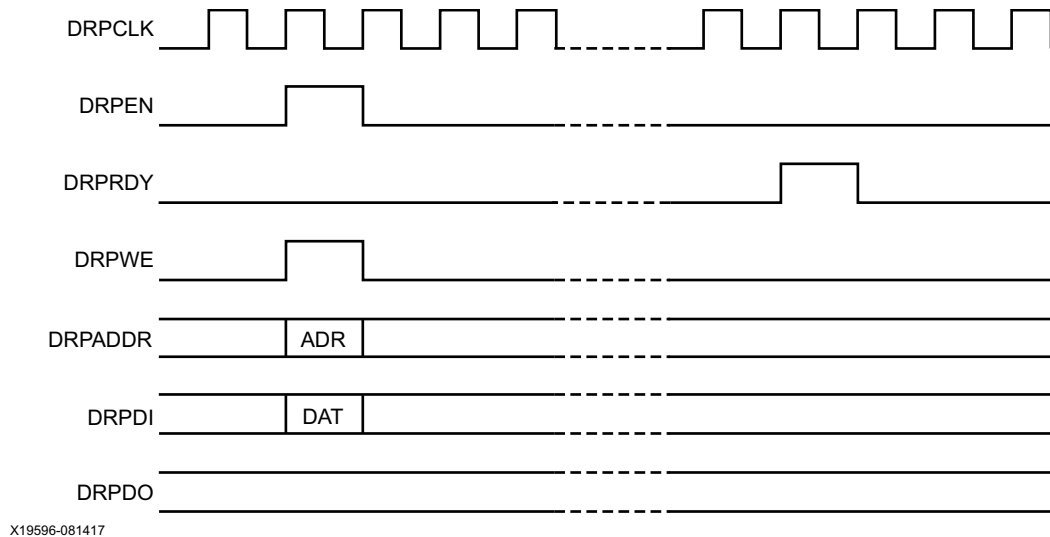 DRPCLK
DRPEN
DRPRDY
DRPWE
DRPADDR ADR
DRPDI DAT
DRPDO
X19596-081417